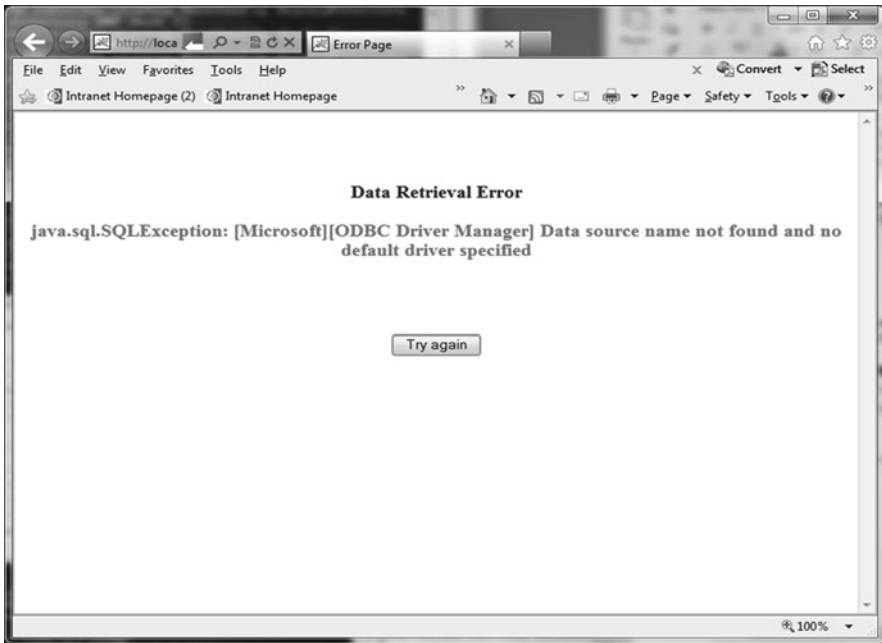 http://loca
Error Page
File Edit View Favorites Tools Help
Convert Select
Intranet Homepage (2) Intranet Homepage
Page Safety Tools
Data Retrieval Error
java.sql.SQLException: [Microsoft][ODBC Driver Manager] Data source name not found and no
default driver specified
Try again
100%